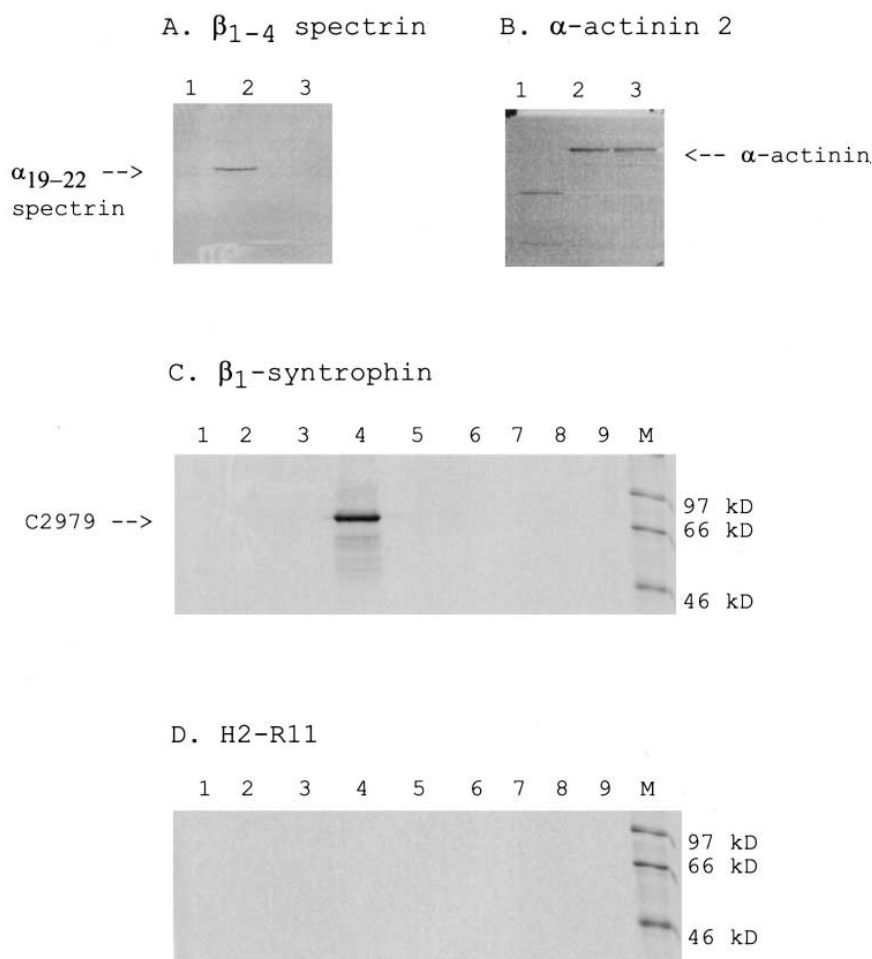 A. β1–4 spectrin
B. α-actinin 2
1 2 3
1 2 3
α19–22 -->
spectrin
<-- α-actinin
C. β1-syntrophin
1 2 3 4 5 6 7 8 9 M
C2979 -->
97 kD
66 kD
46 kD
D. H2-R11
1 2 3 4 5 6 7 8 9 M
97 kD
66 kD
46 kD